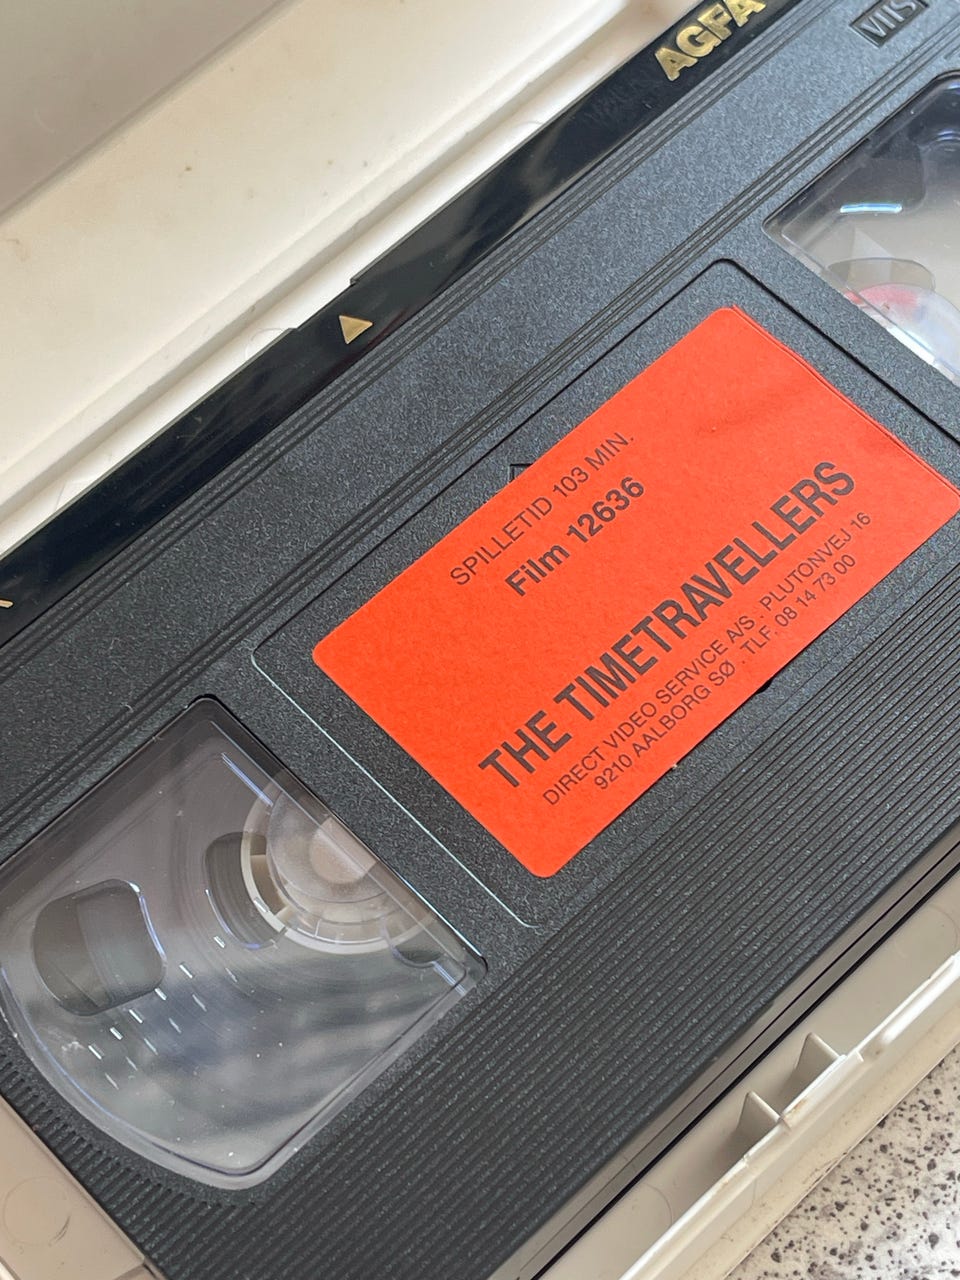 AGFA
VHS
SPILLETID 103 MIN.
Film 12636
THE TIMETRAVELLERS
DIRECT VIDEO SERVICE A/S . PLUTONVEJ 16
9210 AALBORG SØ . TLF. 08 14 73 00